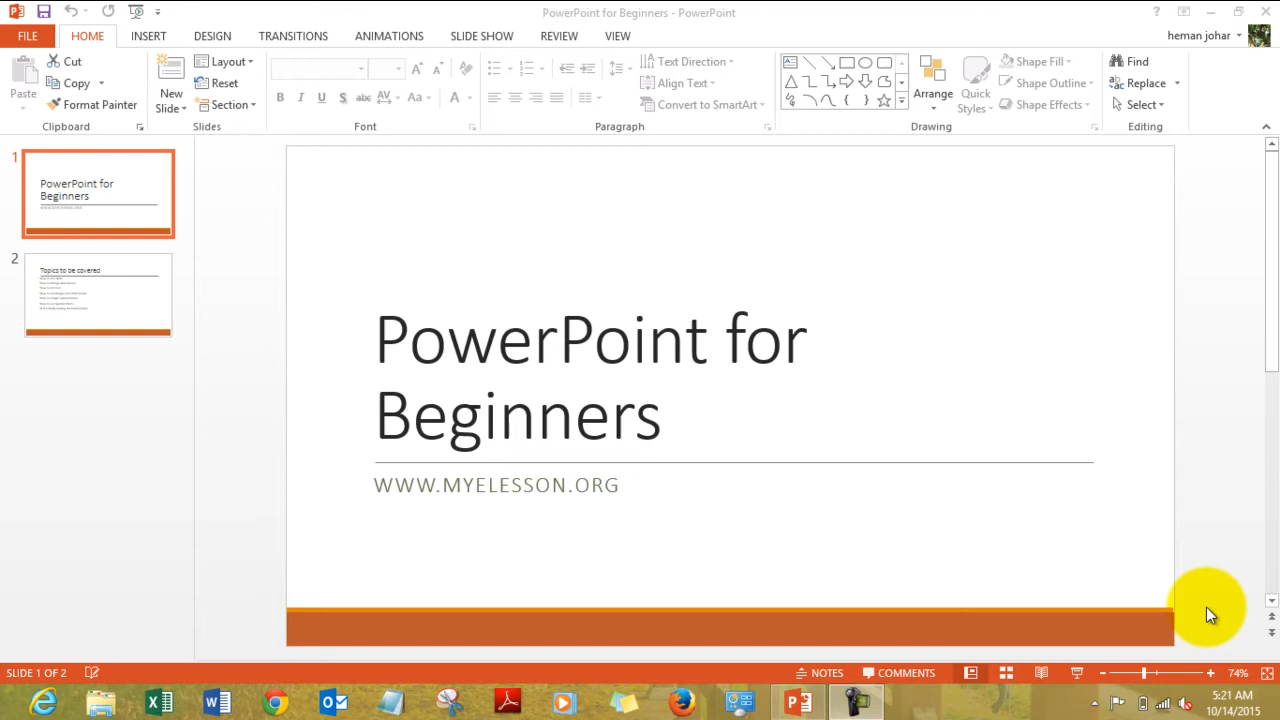 PowerPoint for Beginners - PowerPoint
FILE HOME INSERT DESIGN TRANSITIONS ANIMATIONS SLIDE SHOW REVIEW VIEW
heman johar
Paste
Cut
Copy
Format Painter
Clipboard
New
Slide
Layout
Reset
Section
Slides
Font
Text Direction
Align Text
Convert to SmartArt
Paragraph
Arrange
Quick
Styles
Shape Fill
Shape Outline
Shape Effects
Drawing
Find
Replace
Select
Editing
1
PowerPoint for
Beginners
2
Topics to be covered
PowerPoint for
Beginners
WWW.MYELESSON.ORG
SLIDE 1 OF 2
NOTES
COMMENTS
74%
5:21 AM
10/14/2015